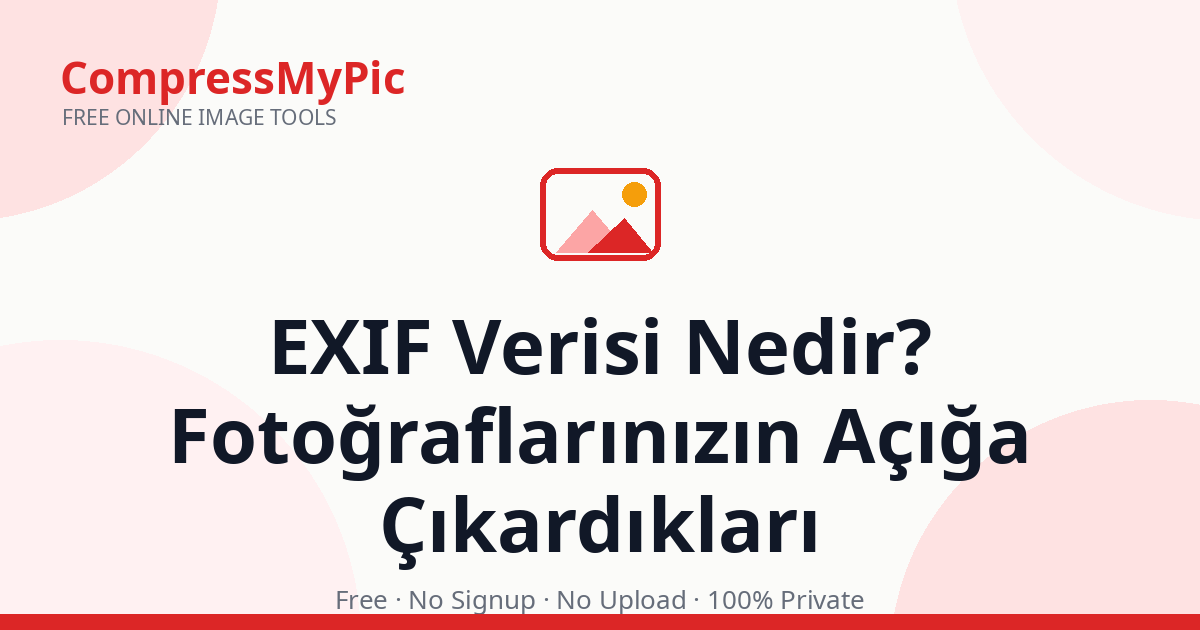 CompressMyPic
FREE ONLINE IMAGE TOOLS
EXIF Verisi Nedir?
Fotoğraflarınızın Açığa
Çıkardıkları
Free · No Signup · No Upload · 100% Private